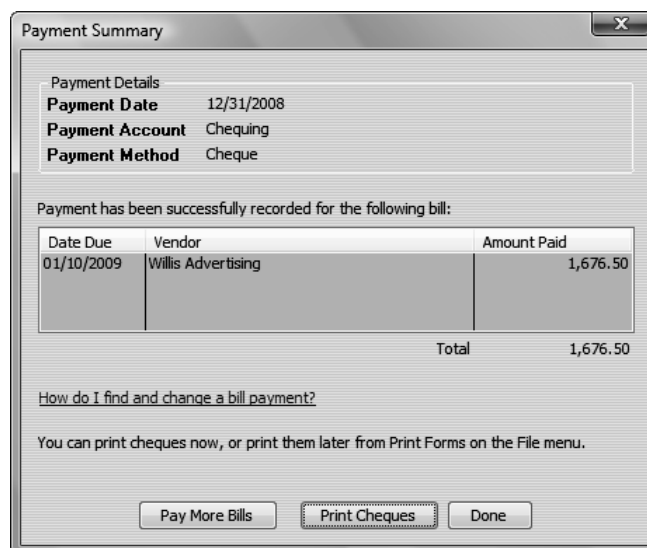 Payment Summary
x
Payment Details
Payment Date 12/31/2008
Payment Account Chequing
Payment Method Cheque
Payment has been successfully recorded for the following bill:
Date Due Vendor Amount Paid
01/10/2009 Willis Advertising 1,676.50
Total 1,676.50
How do I find and change a bill payment?
You can print cheques now, or print them later from Print Forms on the File menu.
Pay More Bills Print Cheques Done